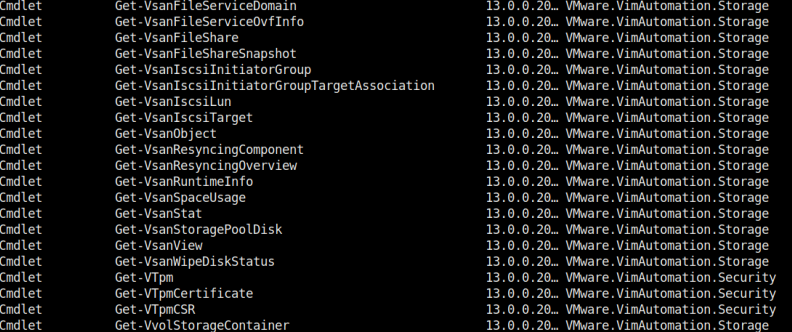 Cmdlet Get-VsanFileServiceDomain 13.0.0.20… VMware.VimAutomation.Storage
Cmdlet Get-VsanFileServiceOvfInfo 13.0.0.20… VMware.VimAutomation.Storage
Cmdlet Get-VsanFileShare 13.0.0.20… VMware.VimAutomation.Storage
Cmdlet Get-VsanFileShareSnapshot 13.0.0.20… VMware.VimAutomation.Storage
Cmdlet Get-VsanIscsiInitiatorGroup 13.0.0.20… VMware.VimAutomation.Storage
Cmdlet Get-VsanIscsiInitiatorGroupTargetAssociation 13.0.0.20… VMware.VimAutomation.Storage
Cmdlet Get-VsanIscsiLun 13.0.0.20… VMware.VimAutomation.Storage
Cmdlet Get-VsanIscsiTarget 13.0.0.20… VMware.VimAutomation.Storage
Cmdlet Get-VsanObject 13.0.0.20… VMware.VimAutomation.Storage
Cmdlet Get-VsanResyncingComponent 13.0.0.20… VMware.VimAutomation.Storage
Cmdlet Get-VsanResyncingOverview 13.0.0.20… VMware.VimAutomation.Storage
Cmdlet Get-VsanRuntimeInfo 13.0.0.20… VMware.VimAutomation.Storage
Cmdlet Get-VsanSpaceUsage 13.0.0.20… VMware.VimAutomation.Storage
Cmdlet Get-VsanStat 13.0.0.20… VMware.VimAutomation.Storage
Cmdlet Get-VsanStoragePoolDisk 13.0.0.20… VMware.VimAutomation.Storage
Cmdlet Get-VsanView 13.0.0.20… VMware.VimAutomation.Storage
Cmdlet Get-VsanWipeDiskStatus 13.0.0.20… VMware.VimAutomation.Storage
Cmdlet Get-VTpm 13.0.0.20… VMware.VimAutomation.Security
Cmdlet Get-VTpmCertificate 13.0.0.20… VMware.VimAutomation.Security
Cmdlet Get-VTpmCSR 13.0.0.20… VMware.VimAutomation.Security
Cmdlet Get-VvolStorageContainer 13.0.0.20… VMware.VimAutomation.Storage